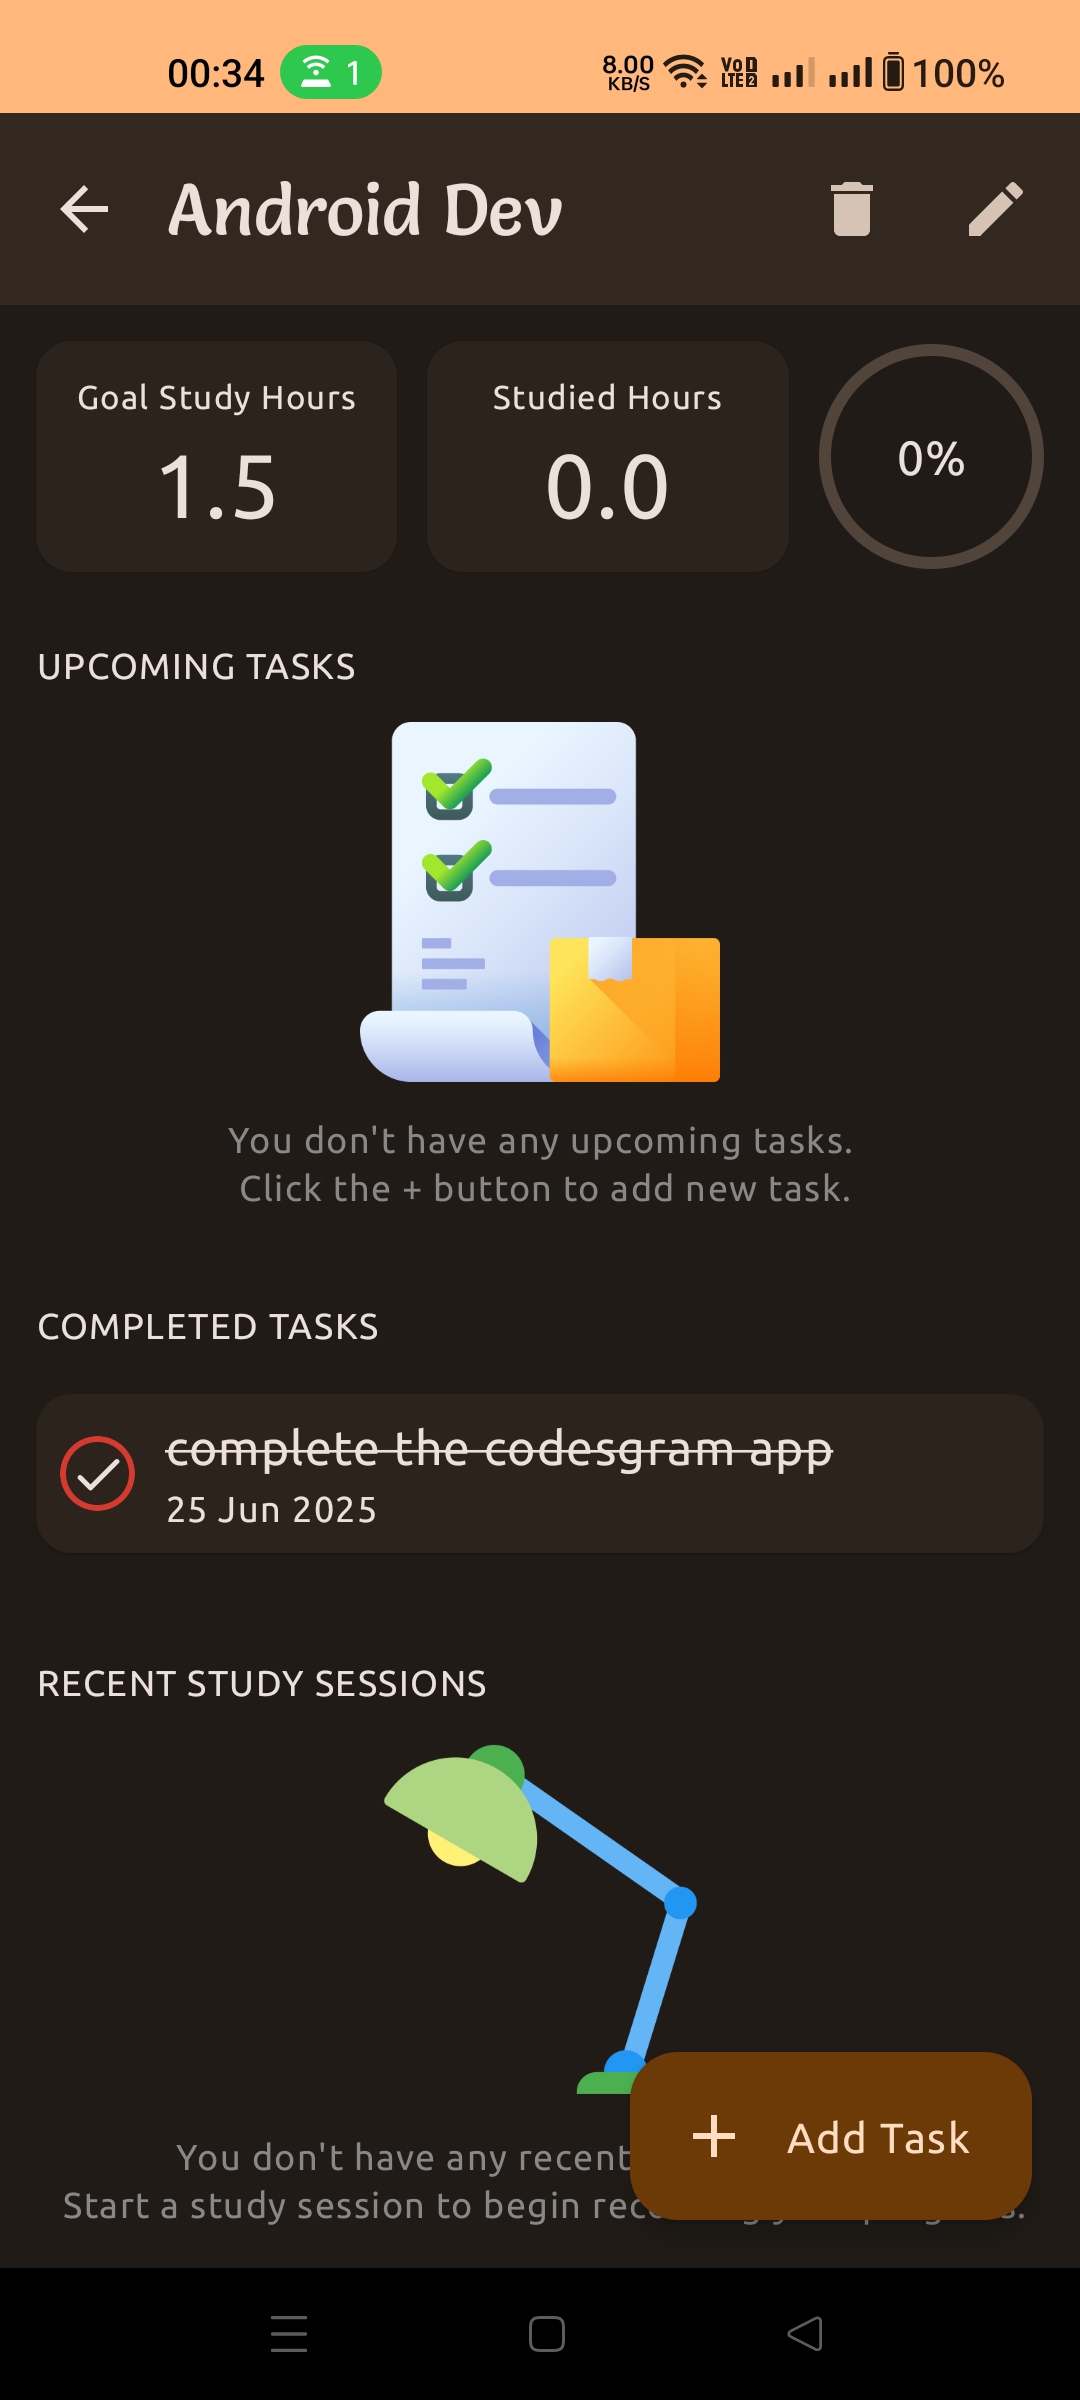 00:34 1 8.00 KB/S VoD LTE2 100%
Android Dev
Goal Study Hours
1.5
Studied Hours
0.0
0%
UPCOMING TASKS
You don't have any upcoming tasks.
Click the + button to add new task.
COMPLETED TASKS
complete the codesgram app
25 Jun 2025
RECENT STUDY SESSIONS
You don't have any recent
Start a study session to begin
Add Task